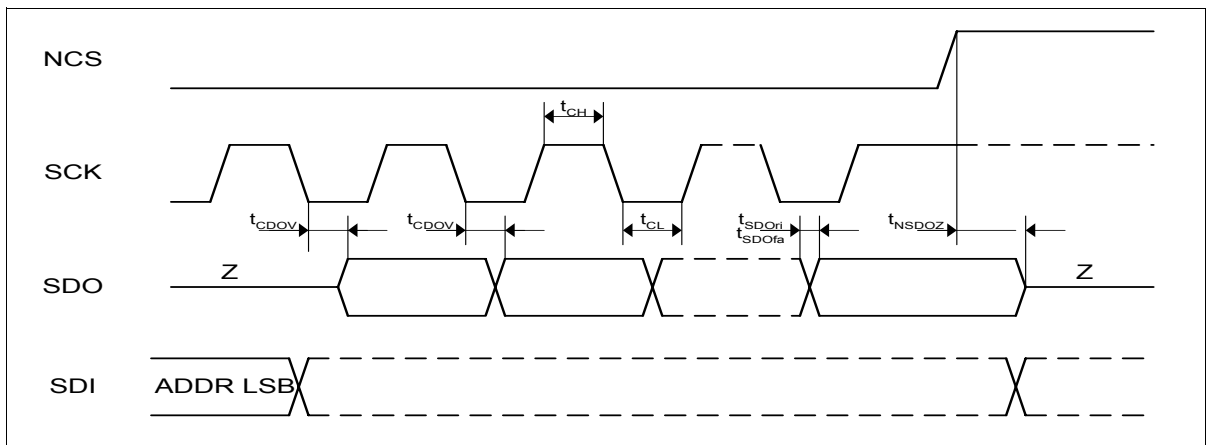 NCS
tCH
SCK
tCDOV tCDOV tCL tSDOri tNSDOZ
tSDOfa
Z Z
SDO
SDI ADDR LSB